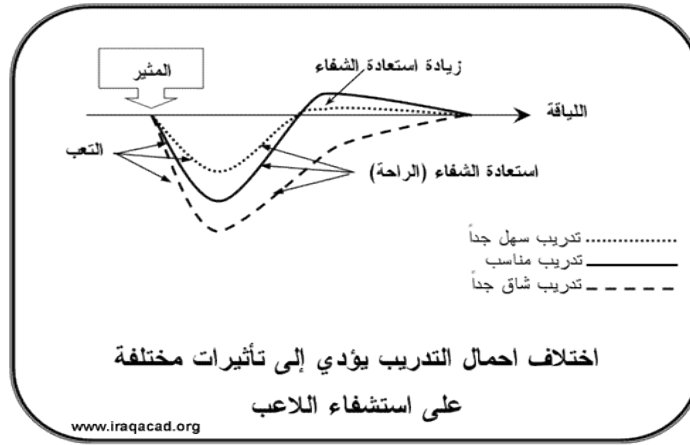 زيادة استعادة الشفاء
المثير
اللياقة
التعب
استعادة الشفاء (الراحة)
تدريب سهل جداً
تدريب مناسب
تدريب شاق جداً
اختلاف احمال التدريب يؤدي إلى تأثيرات مختلفة
على استشفاء اللاعب
www.iraqacad.org